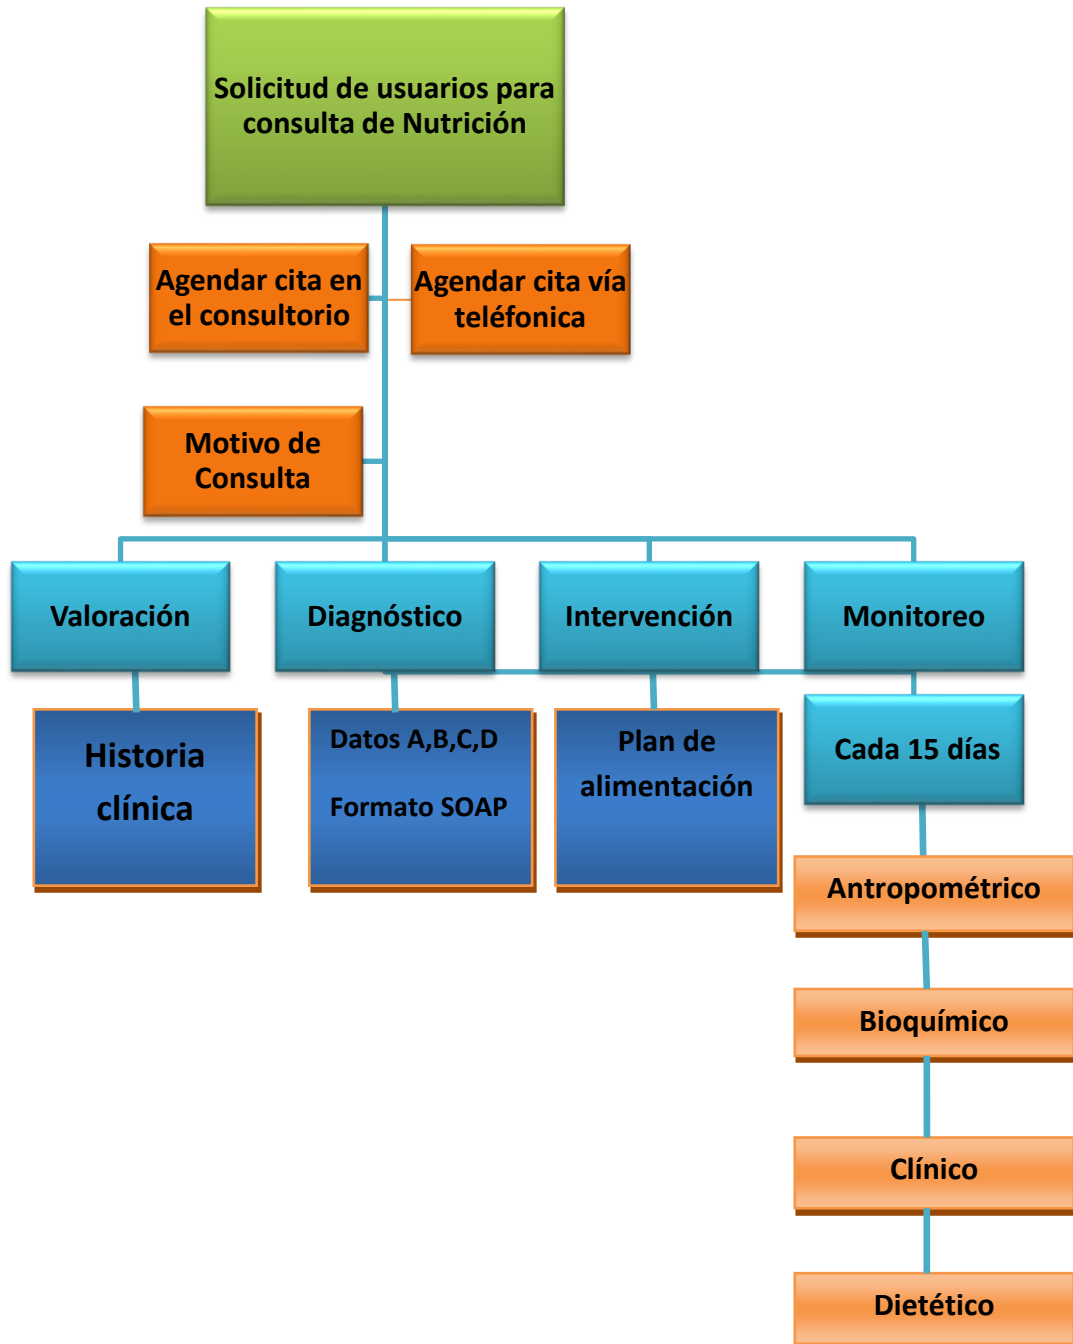 Solicitud de usuarios para
consulta de Nutrición
Agendar cita en
el consultorio
Agendar cita vía
teléfonica
Motivo de
Consulta
Valoración
Diagnóstico
Intervención
Monitoreo
Historia
clínica
Datos A,B,C,D
Formato SOAP
Plan de
alimentación
Cada 15 días
Antropométrico
Bioquímico
Clínico
Dietético